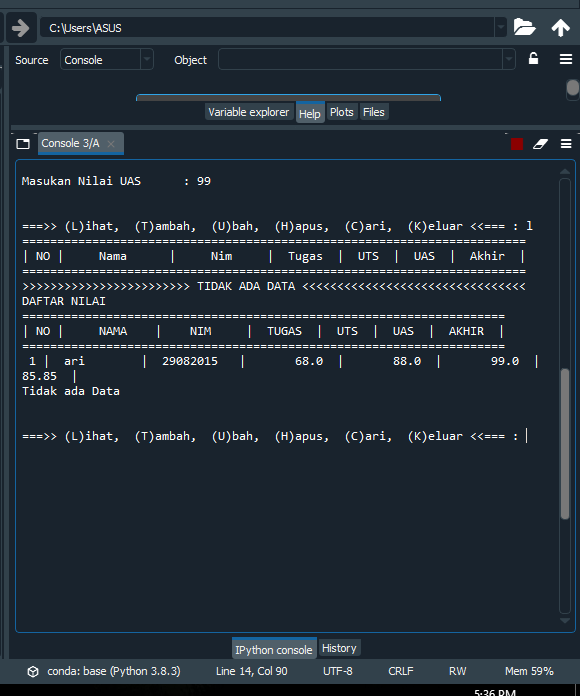 C:\Users\ASUS
Source Console Object
Variable explorer Help Plots Files
Console 3/A
Masukan Nilai UAS      : 99
===>> (L)ihat,  (T)ambah,  (U)bah,  (H)apus,  (C)ari,  (K)eluar <<=== : l
========================================================================
| NO |     Nama      |     Nim     |  Tugas  |  UTS  |  UAS  |  Akhir  |
========================================================================
>>>>>>>>>>>>>>>>>>>>>>>> TIDAK ADA DATA <<<<<<<<<<<<<<<<<<<<<<<<<<<<<<<<
DAFTAR NILAI
=====================================================================
| NO |     NAMA    |    NIM    |   TUGAS  |  UTS  |  UAS  |  AKHIR  |
=====================================================================
 1 |  ari        |  29082015   |       68.0  |       88.0  |       99.0  |
85.85  |
Tidak ada Data
===>> (L)ihat,  (T)ambah,  (U)bah,  (H)apus,  (C)ari,  (K)eluar <<=== :
IPython console History
conda: base (Python 3.8.3) Line 14, Col 90 UTF-8 CRLF RW Mem 59%
5:36 PM